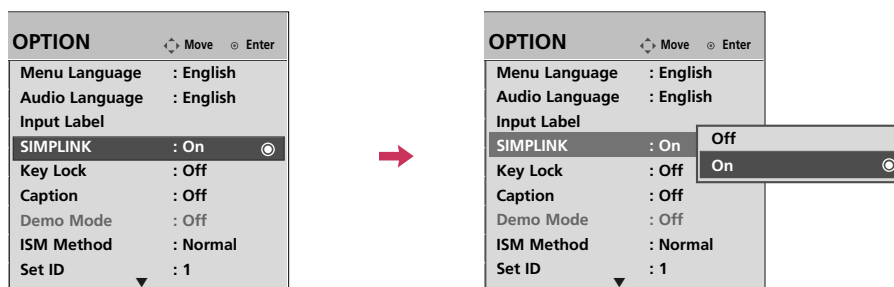 OPTION Move Enter
Menu Language : English
Audio Language : English
Input Label
SIMPLINK : On
Key Lock : Off
Caption : Off
Demo Mode : Off
ISM Method : Normal
Set ID : 1
OPTION Move Enter
Menu Language : English
Audio Language : English
Input Label
SIMPLINK : On
Key Lock : Off
Caption : Off
Demo Mode : Off
ISM Method : Normal
Set ID : 1
Off
On